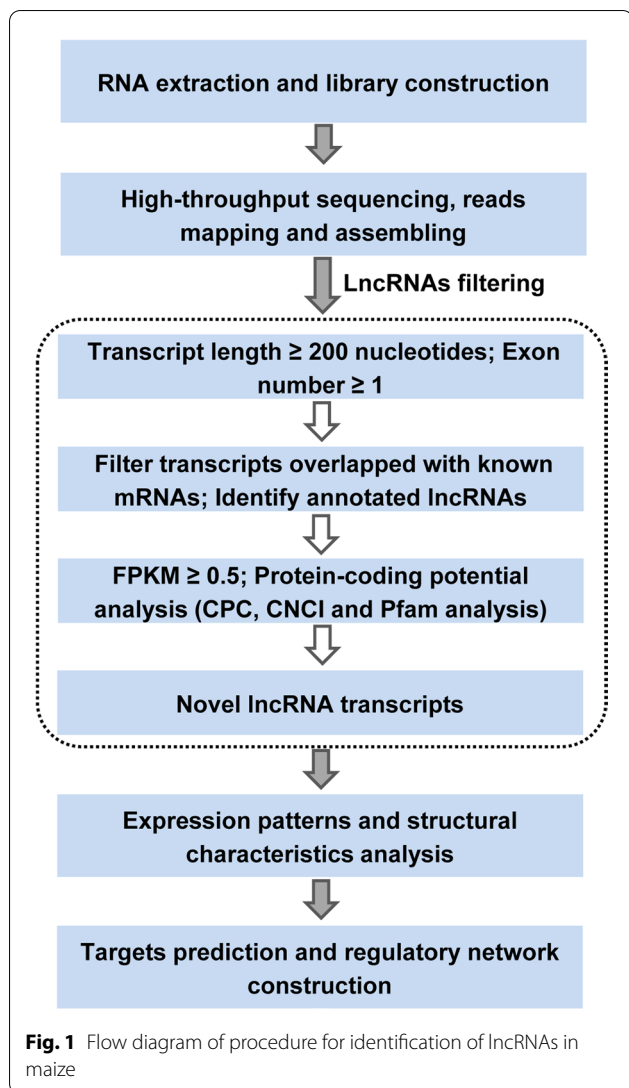 RNA extraction and library construction
High-throughput sequencing, reads
mapping and assembling
LncRNAs filtering
Transcript length ≥ 200 nucleotides; Exon
number ≥ 1
Filter transcripts overlapped with known
mRNAs; Identify annotated lncRNAs
FPKM ≥ 0.5; Protein-coding potential
analysis (CPC, CNCI and Pfam analysis)
Novel lncRNA transcripts
Expression patterns and structural
characteristics analysis
Targets prediction and regulatory network
construction
Fig. 1 Flow diagram of procedure for identification of lncRNAs in
maize